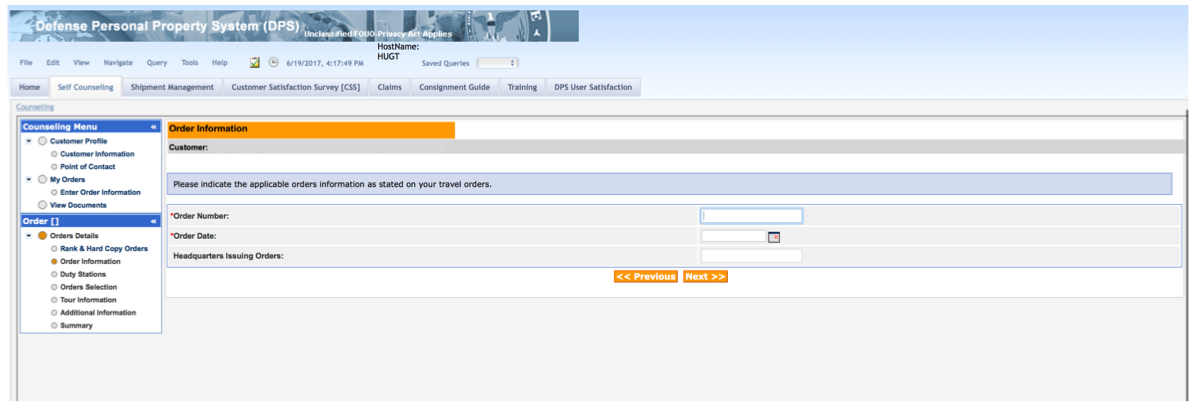 Defense Personal Property System (DPS) Unclassified/FOUO-Privacy Act Applies
HostName:
HUGT
File Edit View Navigate Query Tools Help 6/19/2017, 4:17:49 PM Saved Queries
Home Self Counseling Shipment Management Customer Satisfaction Survey [CSS] Claims Consignment Guide Training DPS User Satisfaction
Counseling
Counseling Menu «
Customer Profile
Customer Information
Point of Contact
My Orders
Enter Order Information
View Documents
Order [] «
Orders Details
Rank & Hard Copy Orders
Order Information
Duty Stations
Orders Selection
Tour Information
Additional Information
Summary
Order Information
Customer:
Please indicate the applicable orders information as stated on your travel orders.
*Order Number:
*Order Date:
Headquarters Issuing Orders:
<< Previous Next >>